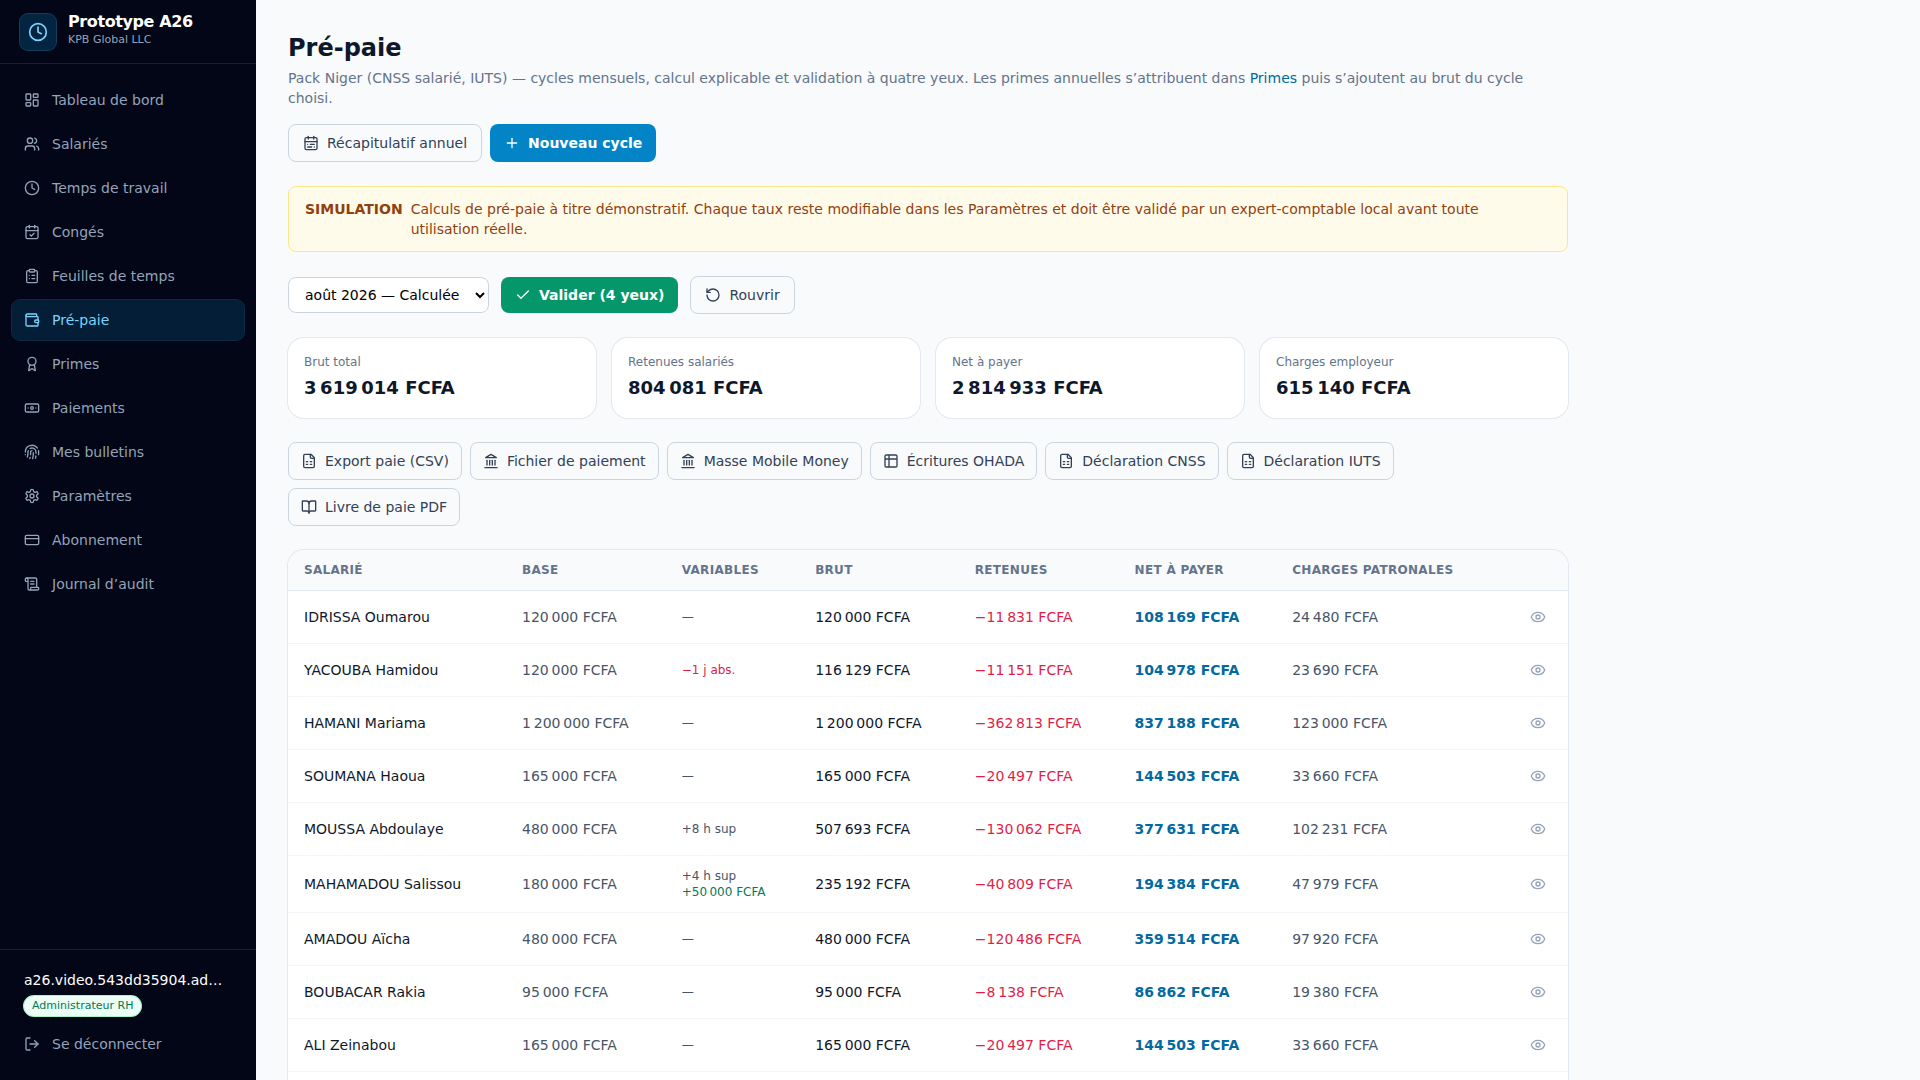 Prototype A26
KPB Global LLC
Tableau de bord
Salariés
Temps de travail
Congés
Feuilles de temps
Pré-paie
Primes
Paiements
Mes bulletins
Paramètres
Abonnement
Journal d’audit
a26.video.543dd35904.ad…
Administrateur RH
Se déconnecter
Pré-paie
Pack Niger (CNSS salarié, IUTS) — cycles mensuels, calcul explicable et validation à quatre yeux. Les primes annuelles s’attribuent dans Primes puis s’ajoutent au brut du cycle
choisi.
Récapitulatif annuel
Nouveau cycle
SIMULATION Calculs de pré-paie à titre démonstratif. Chaque taux reste modifiable dans les Paramètres et doit être validé par un expert-comptable local avant toute
utilisation réelle.
août 2026 — Calculée
Valider (4 yeux)
Rouvrir
Brut total
3 619 014 FCFA
Retenues salariés
804 081 FCFA
Net à payer
2 814 933 FCFA
Charges employeur
615 140 FCFA
Export paie (CSV)
Fichier de paiement
Masse Mobile Money
Écritures OHADA
Déclaration CNSS
Déclaration IUTS
Livre de paie PDF
SALARIÉ BASE VARIABLES BRUT RETENUES NET À PAYER CHARGES PATRONALES
IDRISSA Oumarou 120 000 FCFA — 120 000 FCFA −11 831 FCFA 108 169 FCFA 24 480 FCFA
YACOUBA Hamidou 120 000 FCFA −1 j abs. 116 129 FCFA −11 151 FCFA 104 978 FCFA 23 690 FCFA
HAMANI Mariama 1 200 000 FCFA — 1 200 000 FCFA −362 813 FCFA 837 188 FCFA 123 000 FCFA
SOUMANA Haoua 165 000 FCFA — 165 000 FCFA −20 497 FCFA 144 503 FCFA 33 660 FCFA
MOUSSA Abdoulaye 480 000 FCFA +8 h sup 507 693 FCFA −130 062 FCFA 377 631 FCFA 102 231 FCFA
MAHAMADOU Salissou 180 000 FCFA +4 h sup +50 000 FCFA 235 192 FCFA −40 809 FCFA 194 384 FCFA 47 979 FCFA
AMADOU Aïcha 480 000 FCFA — 480 000 FCFA −120 486 FCFA 359 514 FCFA 97 920 FCFA
BOUBACAR Rakia 95 000 FCFA — 95 000 FCFA −8 138 FCFA 86 862 FCFA 19 380 FCFA
ALI Zeinabou 165 000 FCFA — 165 000 FCFA −20 497 FCFA 144 503 FCFA 33 660 FCFA